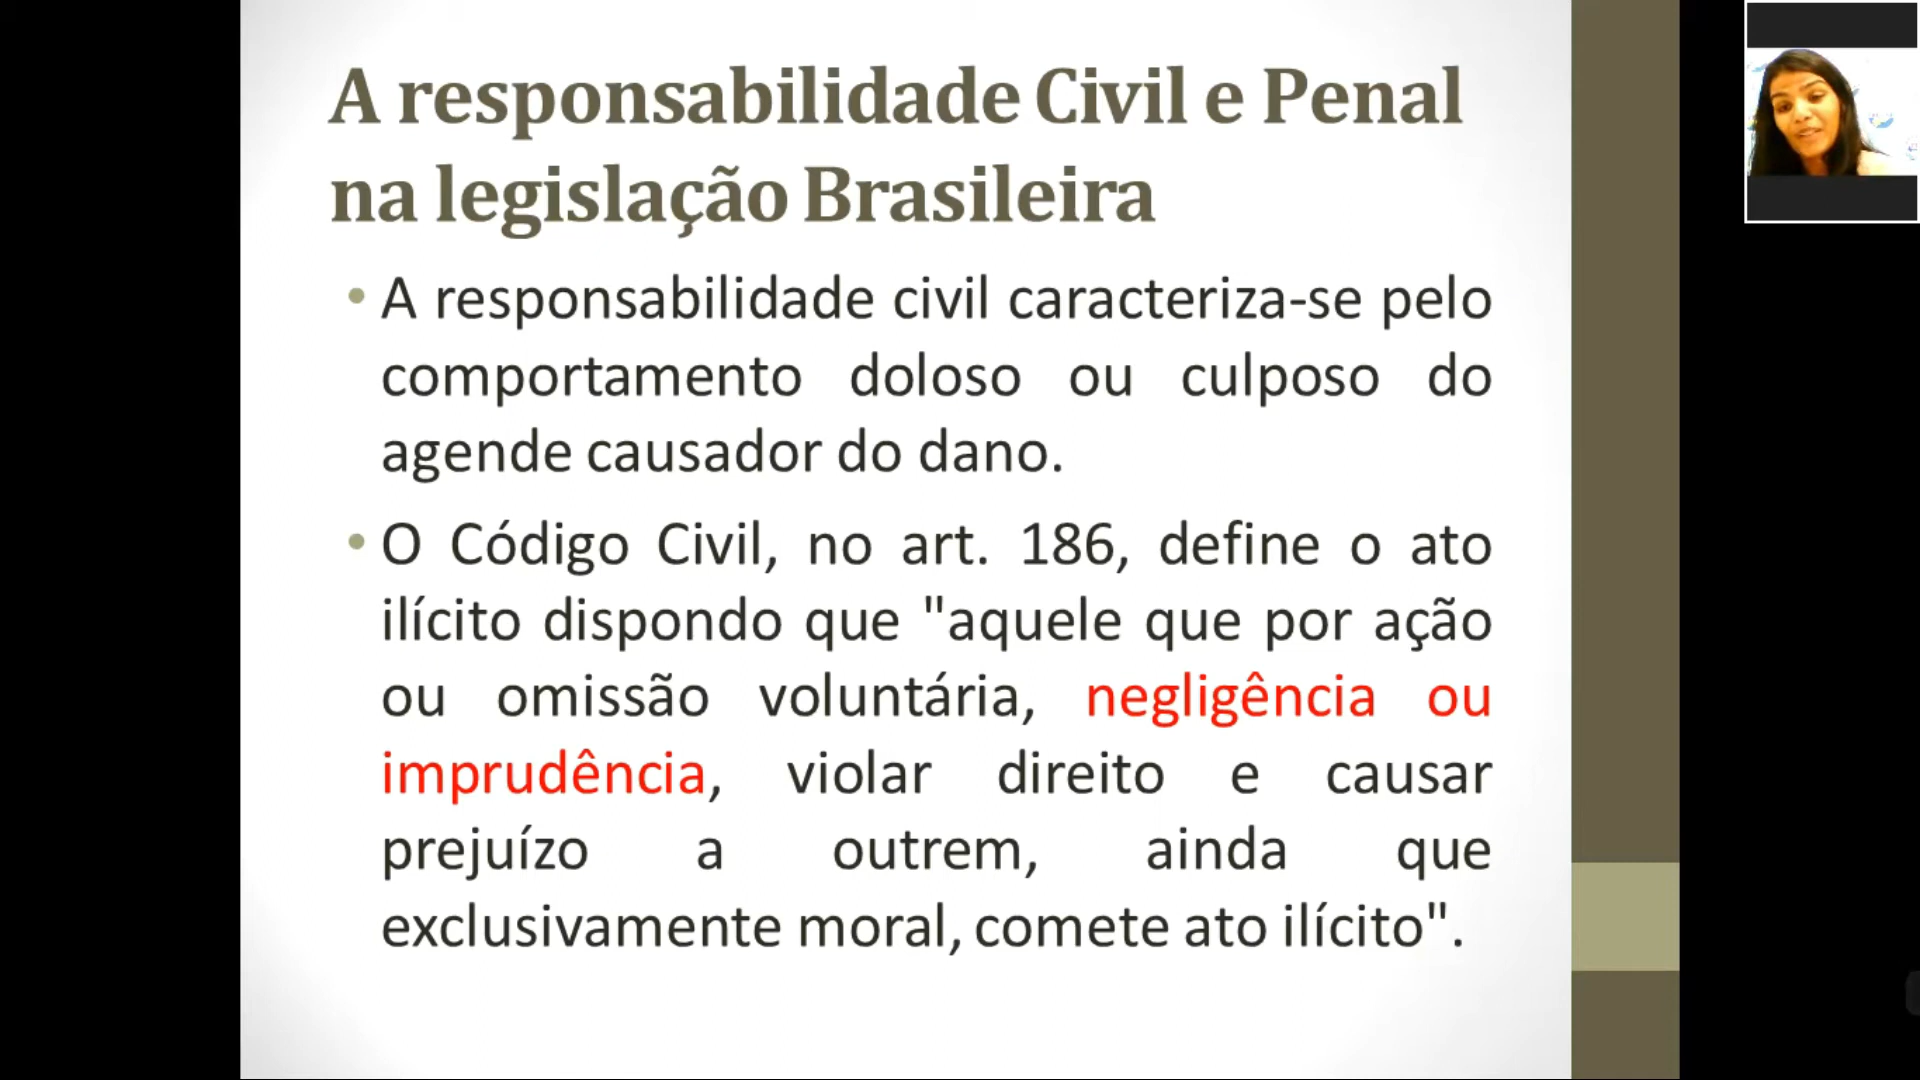 A responsabilidade Civil e Penal
na legislação Brasileira
• A responsabilidade civil caracteriza-se pelo
comportamento doloso ou culposo do
agende causador do dano.
• O Código Civil, no art. 186, define o ato
ilícito dispondo que "aquele que por ação
ou omissão voluntária, negligência ou
imprudência, violar direito e causar
prejuízo a outrem, ainda que
exclusivamente moral, comete ato ilícito".